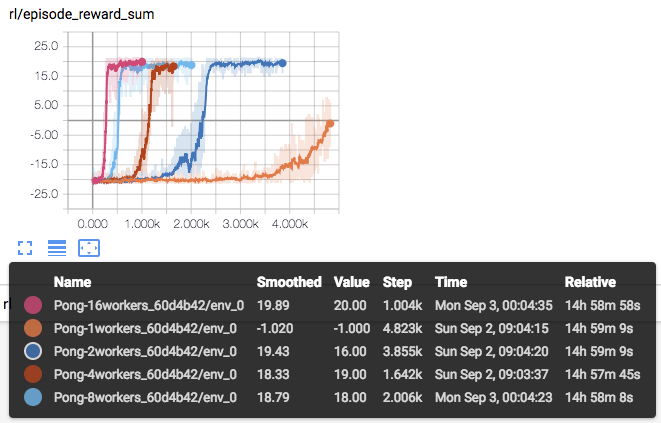 rl/episode_reward_sum
25.0
15.0
5.00
-5.00
-15.0
-25.0
0.000 1.000k 2.000k 3.000k 4.000k
rl
Name Smoothed Value Step Time Relative
Pong-16workers_60d4b42/env_0 19.89 20.00 1.004k Mon Sep 3, 00:04:35 14h 58m 58s
Pong-1workers_60d4b42/env_0 -1.020 -1.000 4.823k Sun Sep 2, 09:04:15 14h 59m 9s
Pong-2workers_60d4b42/env_0 19.43 16.00 3.855k Sun Sep 2, 09:04:20 14h 59m 9s
Pong-4workers_60d4b42/env_0 18.33 19.00 1.642k Sun Sep 2, 09:03:37 14h 57m 45s
Pong-8workers_60d4b42/env_0 18.79 18.00 2.006k Mon Sep 3, 00:04:23 14h 58m 8s